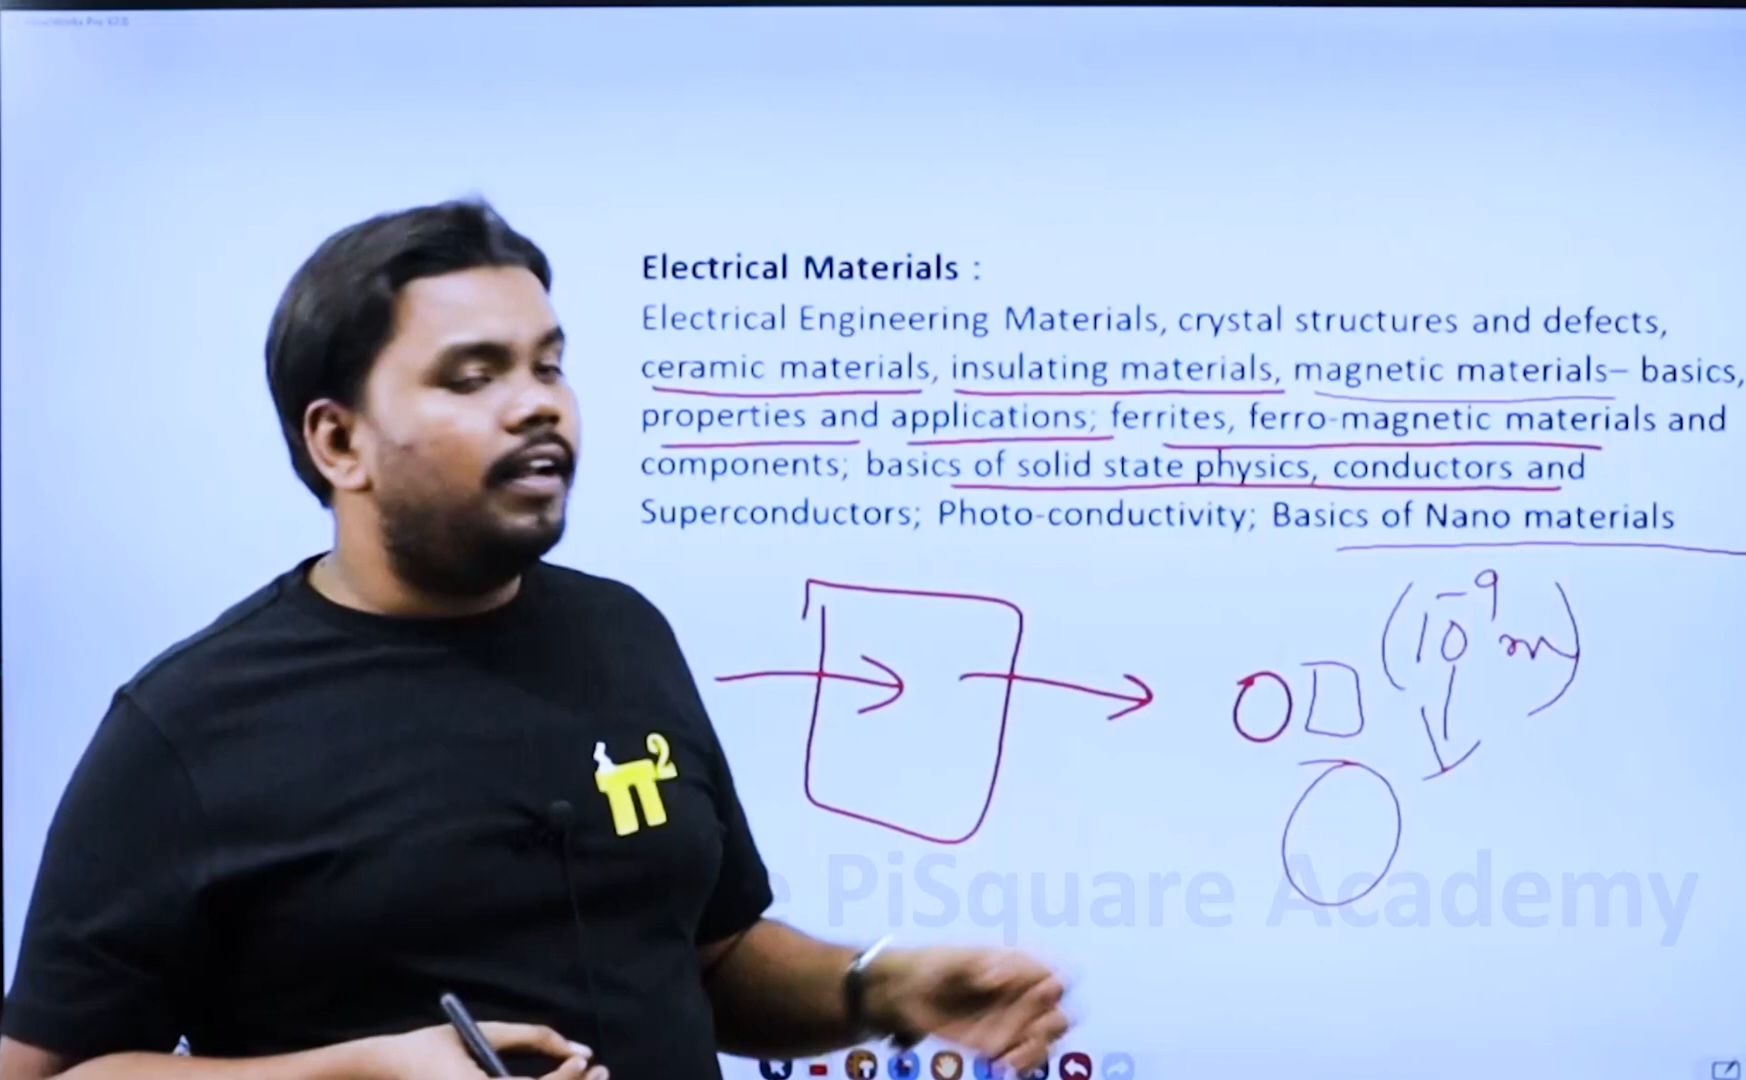 Electrical Materials :
Electrical Engineering Materials, crystal structures and defects,
ceramic materials, insulating materials, magnetic materials– basics,
properties and applications; ferrites, ferro-magnetic materials and
components; basics of solid state physics, conductors and
Superconductors; Photo-conductivity; Basics of Nano materials
(10⁻⁹ m)
π²
e PiSquare Academy